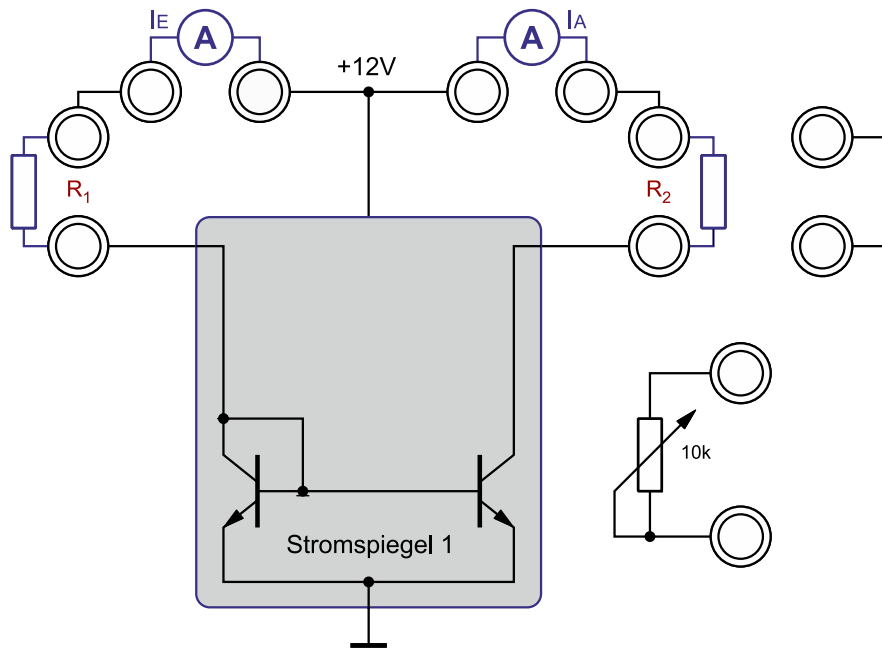 IE
A
IA
A
+12V
R1
R2
10k
Stromspiegel 1